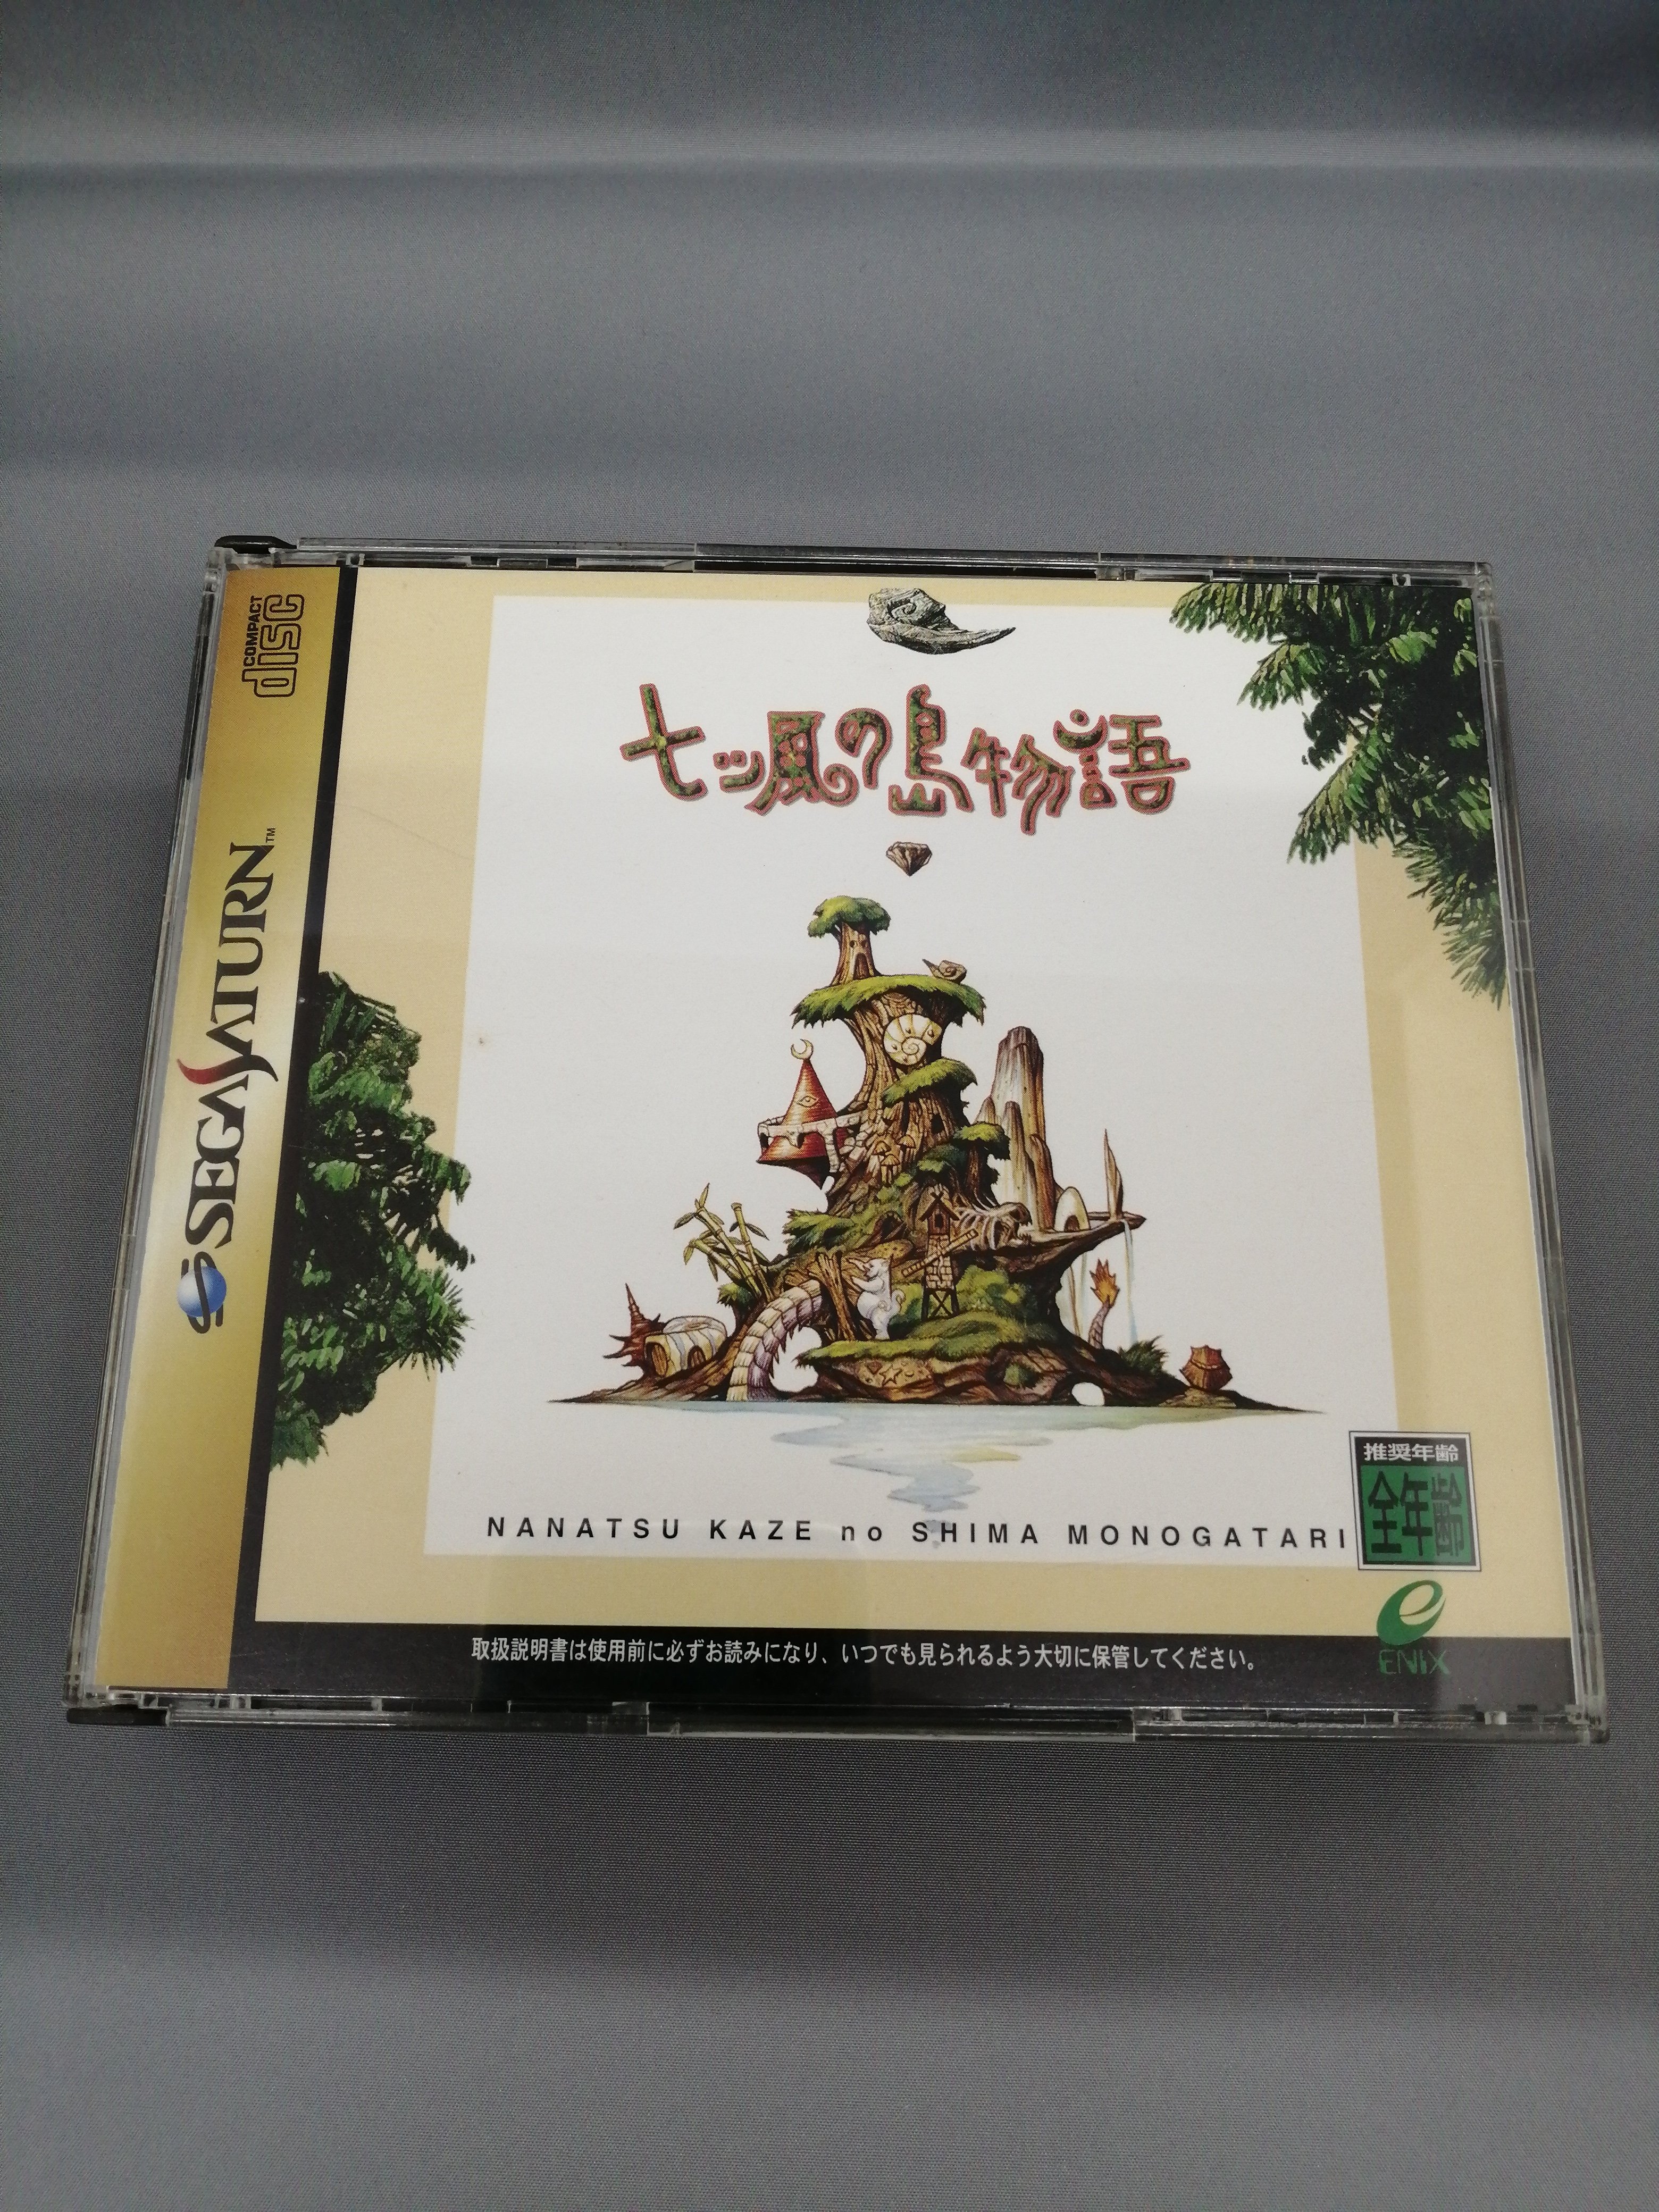 COMPACT
disc
SEGA SATURN™
七ツ風の島物語
NANATSU KAZE no SHIMA MONOGATARI
推奨年齢
全年齢
ENIX
取扱説明書は使用前に必ずお読みになり、いつでも見られるよう大切に保管してください。